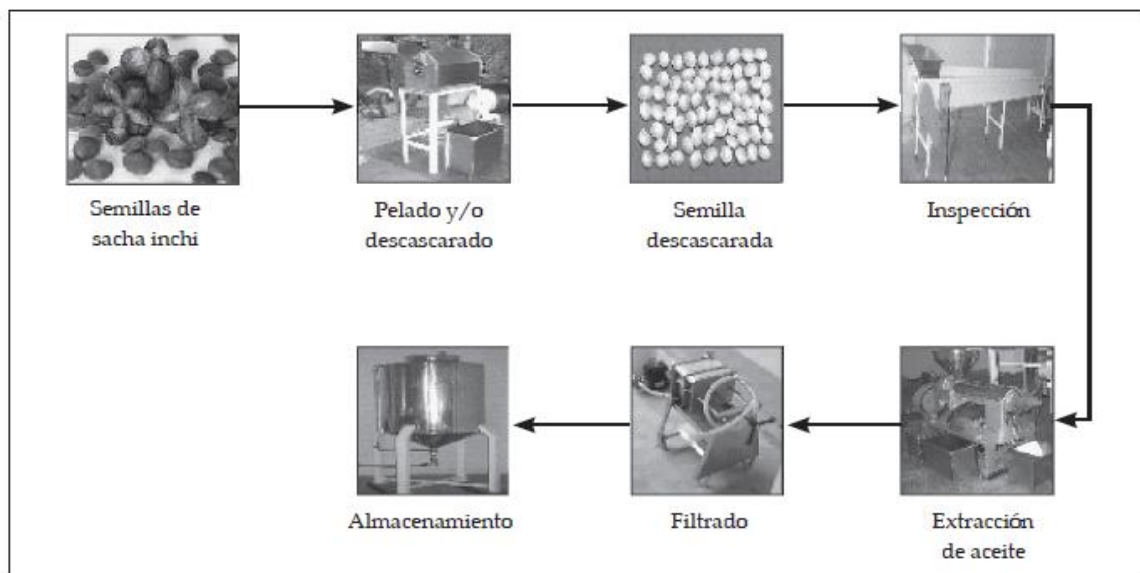 Semillas de
sacha inchi
Pelado y/o
descascarado
Semilla
descascarada
Inspección
Almacenamiento
Filtrado
Extracción
de aceite